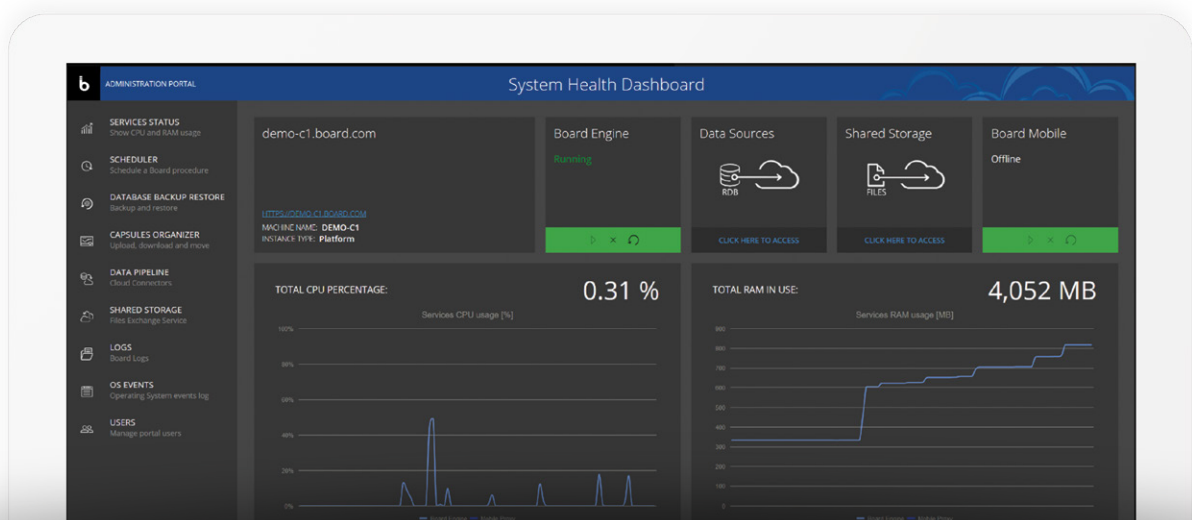 b
ADMINISTRATION PORTAL
System Health Dashboard
SERVICES STATUS
Show CPU and RAM usage
SCHEDULER
Schedule a Board procedure
DATABASE BACKUP RESTORE
Backup and restore
CAPSULES ORGANIZER
Upload, download and move
DATA PIPELINE
Cloud Connectors
SHARED STORAGE
Files Exchange Service
LOGS
Board Logs
OS EVENTS
Operating System events log
USERS
Manage portal users
demo-c1.board.com
HTTPS://DEMO-C1.BOARD.COM
MACHINE NAME: DEMO-C1
INSTANCE TYPE: Platform
Board Engine
Running
Data Sources
RDB
CLICK HERE TO ACCESS
Shared Storage
FILES
CLICK HERE TO ACCESS
Board Mobile
Offline
TOTAL CPU PERCENTAGE:
0.31 %
Services CPU usage [%]
100%
80%
60%
40%
20%
0%
TOTAL RAM IN USE:
4,052 MB
Services RAM usage [MB]
900
800
700
600
500
400
300
200
100
0